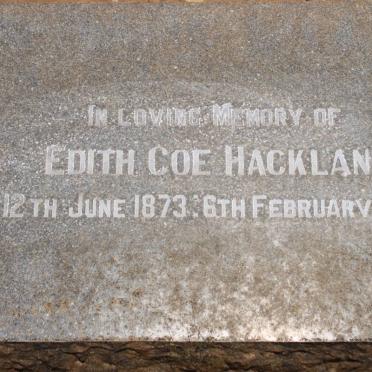 IN LOVING MEMORY OF
EDITH COE HACKLAN
12TH JUNE 1873. 6TH FEBRUARY